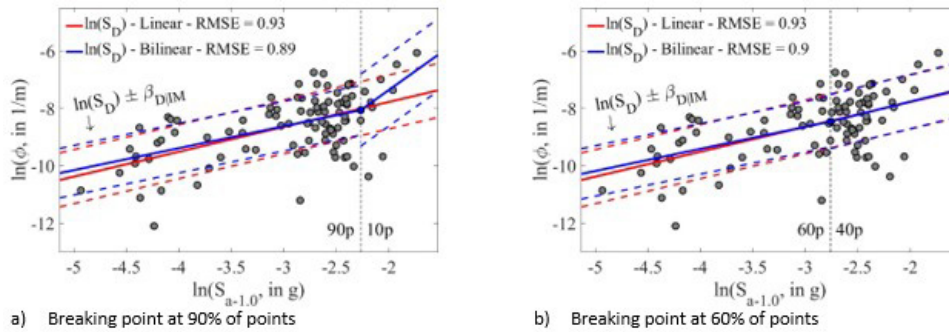 ln(S_D) - Linear - RMSE = 0.93
ln(S_D) - Bilinear - RMSE = 0.89
ln(S_D) ± β_D|IM
ln(ϕ, in 1/m)
-6
-8
-10
-12
90p 10p
-5 -4.5 -4 -3.5 -3 -2.5 -2
ln(S_a-1.0, in g)
a) Breaking point at 90% of points
ln(S_D) - Linear - RMSE = 0.93
ln(S_D) - Bilinear - RMSE = 0.9
ln(S_D) ± β_D|IM
ln(ϕ, in 1/m)
-6
-8
-10
-12
60p 40p
-5 -4.5 -4 -3.5 -3 -2.5 -2
ln(S_a-1.0, in g)
b) Breaking point at 60% of points